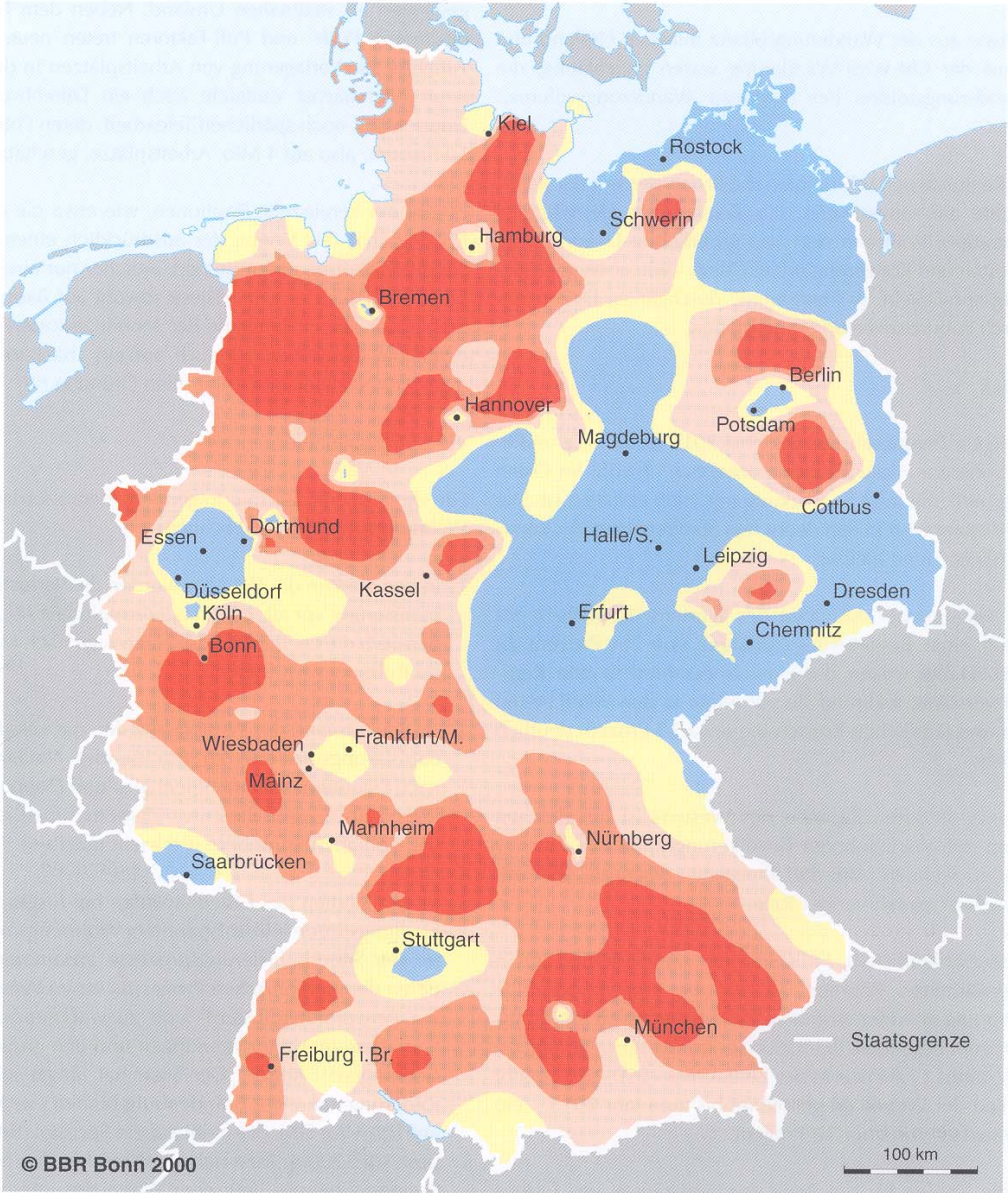 Kiel
Rostock
Schwerin
Hamburg
Bremen
Berlin
Hannover
Potsdam
Magdeburg
Cottbus
Dortmund
Essen
Halle/S.
Leipzig
Düsseldorf
Kassel
Dresden
Köln
Erfurt
Chemnitz
Bonn
Wiesbaden
Frankfurt/M.
Mainz
Mannheim
Nürnberg
Saarbrücken
Stuttgart
München
Staatsgrenze
Freiburg i.Br.
100 km
© BBR Bonn 2000